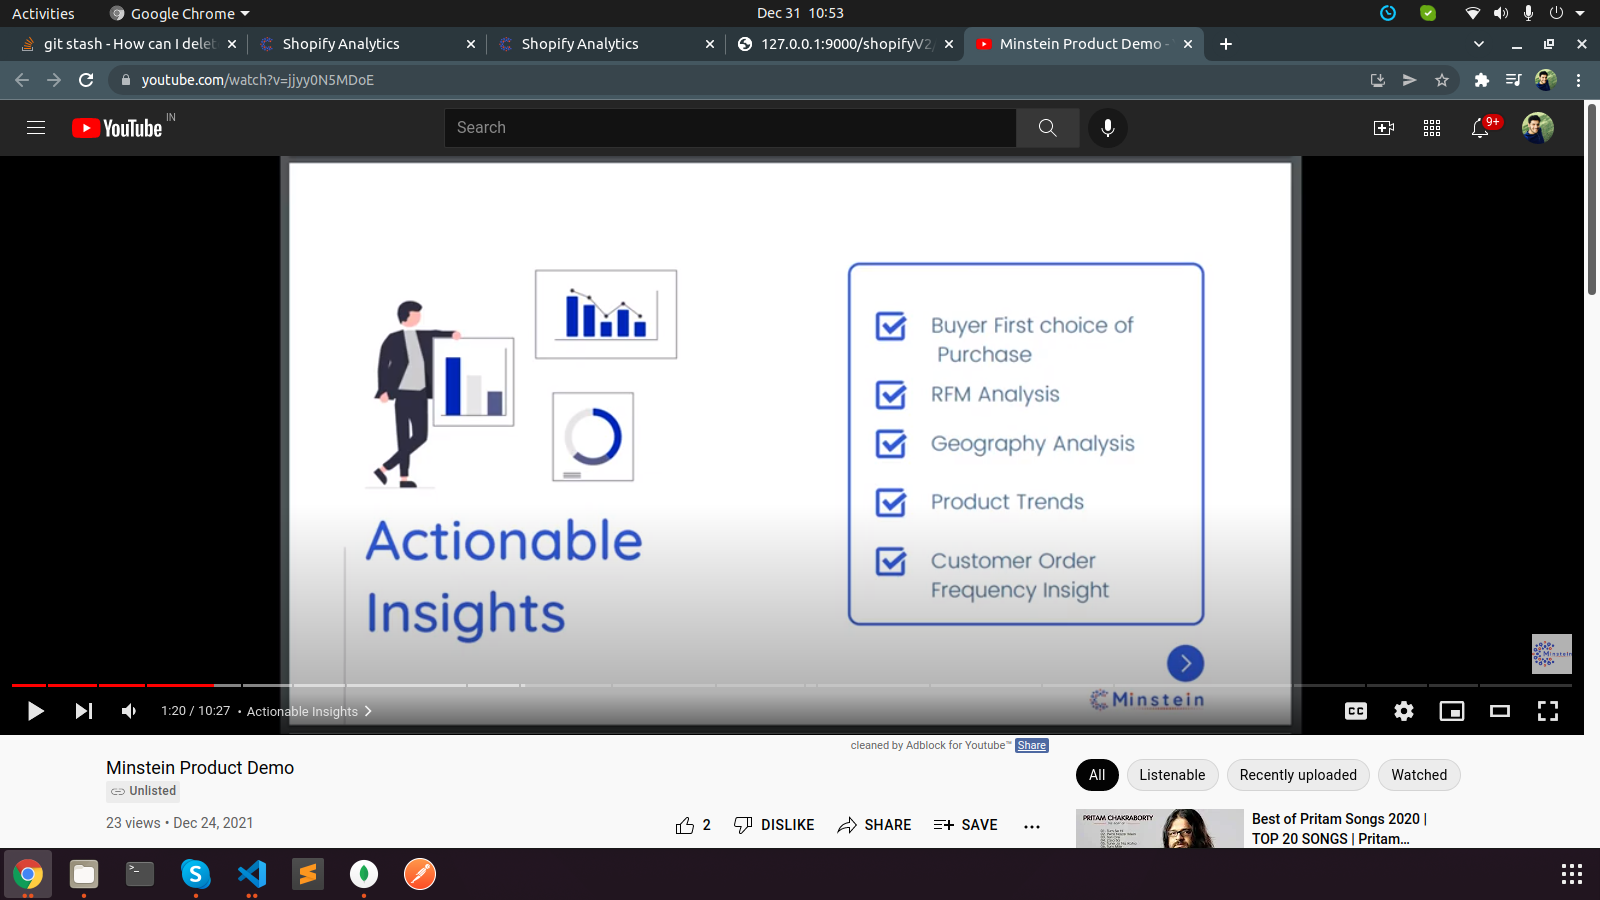 Activities
Google Chrome
Dec 31 10:53
git stash - How can I delet
Shopify Analytics
Shopify Analytics
127.0.0.1:9000/shopifyV2/
Minstein Product Demo -
youtube.com/watch?v=jjyy0N5MDoE
YouTube IN
Search
9+
Buyer First choice of
Purchase
RFM Analysis
Geography Analysis
Product Trends
Customer Order
Frequency Insight
Actionable
Insights
Minstein
Minstein
1:20 / 10:27 • Actionable Insights
CC
cleaned by Adblock for Youtube™ Share
Minstein Product Demo
Unlisted
23 views • Dec 24, 2021
2
DISLIKE
SHARE
SAVE
All
Listenable
Recently uploaded
Watched
PRITAM CHAKRABORTY
Best of Pritam Songs 2020 |
TOP 20 SONGS | Pritam...